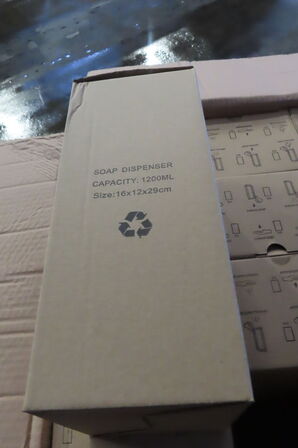 SOAP DISPENSER
CAPACITY: 1200ML
Size:16x12x29cm